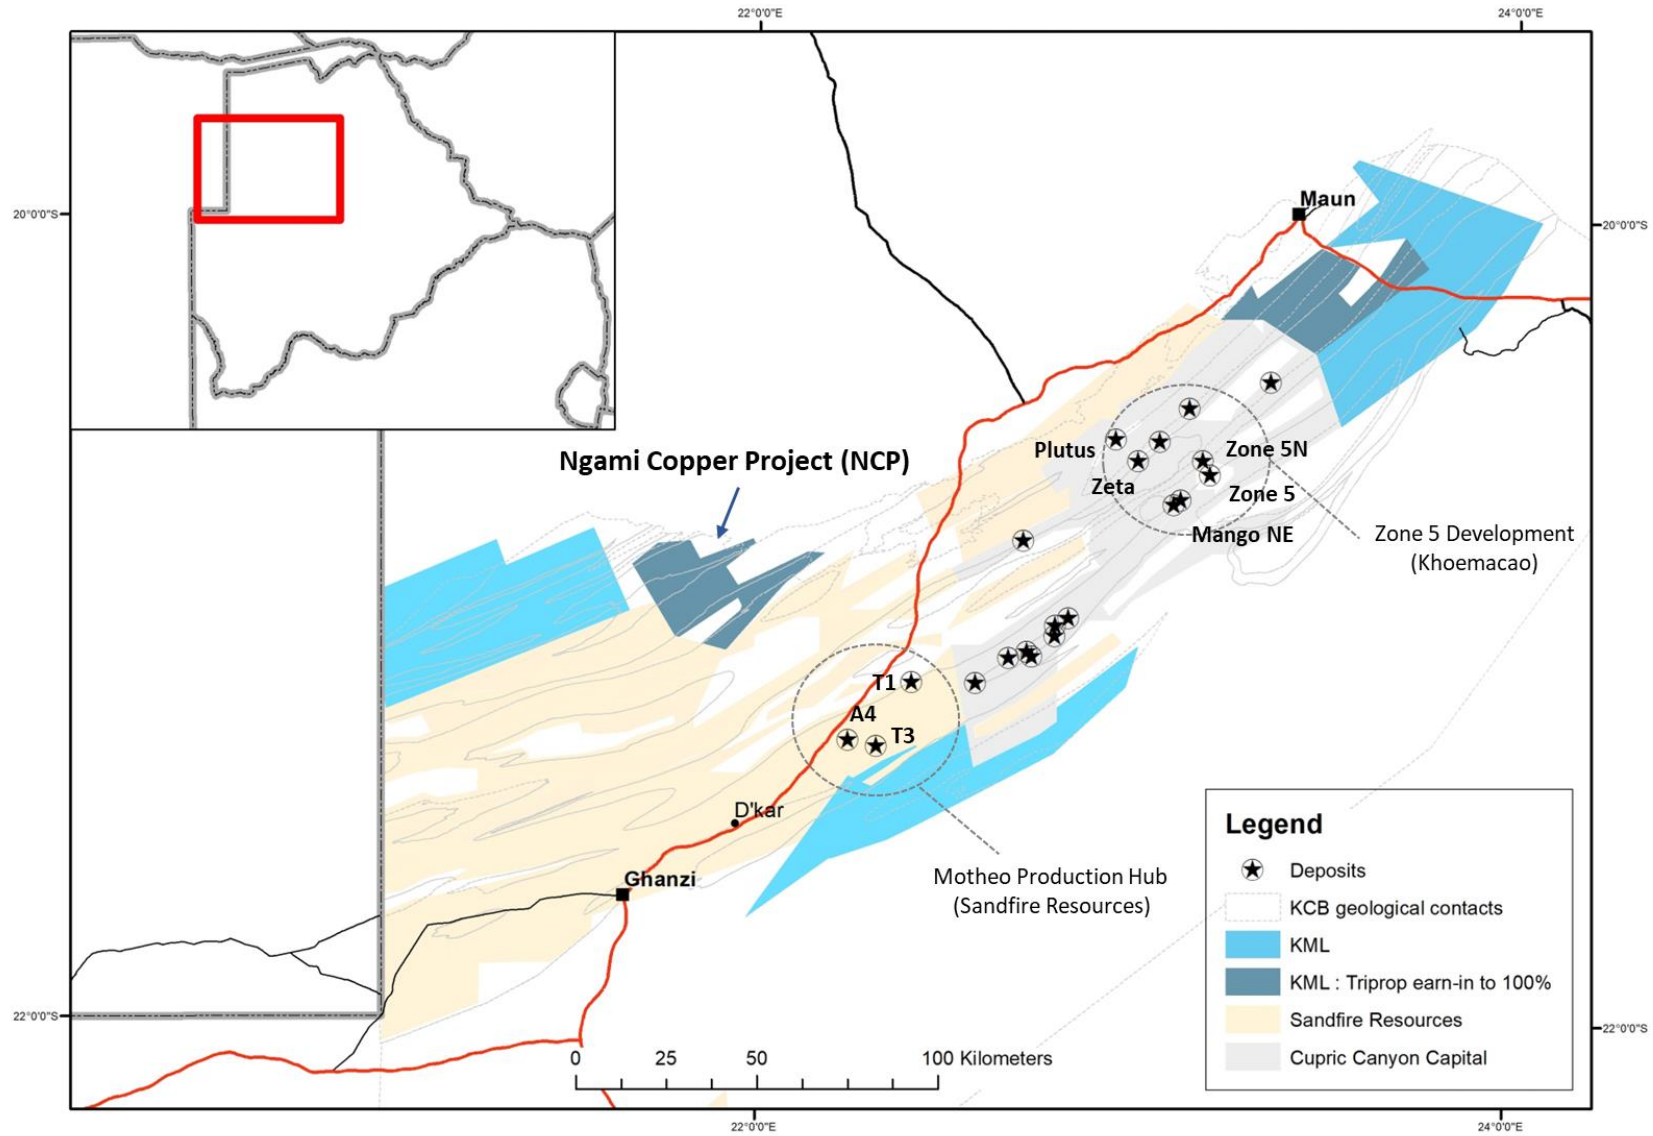 22°0'0"E
24°0'0"E
20°0'0"S
20°0'0"S
Maun
Ngami Copper Project (NCP)
Plutus
Zone 5N
Zeta
Zone 5
Mango NE
Zone 5 Development
(Khoemacao)
T1
A4
T3
D'kar
Ghanzi
Motheo Production Hub
(Sandfire Resources)
Legend
Deposits
KCB geological contacts
KML
KML : Triprop earn-in to 100%
Sandfire Resources
Cupric Canyon Capital
22°0'0"S
22°0'0"S
0 25 50 100 Kilometers
22°0'0"E
24°0'0"E